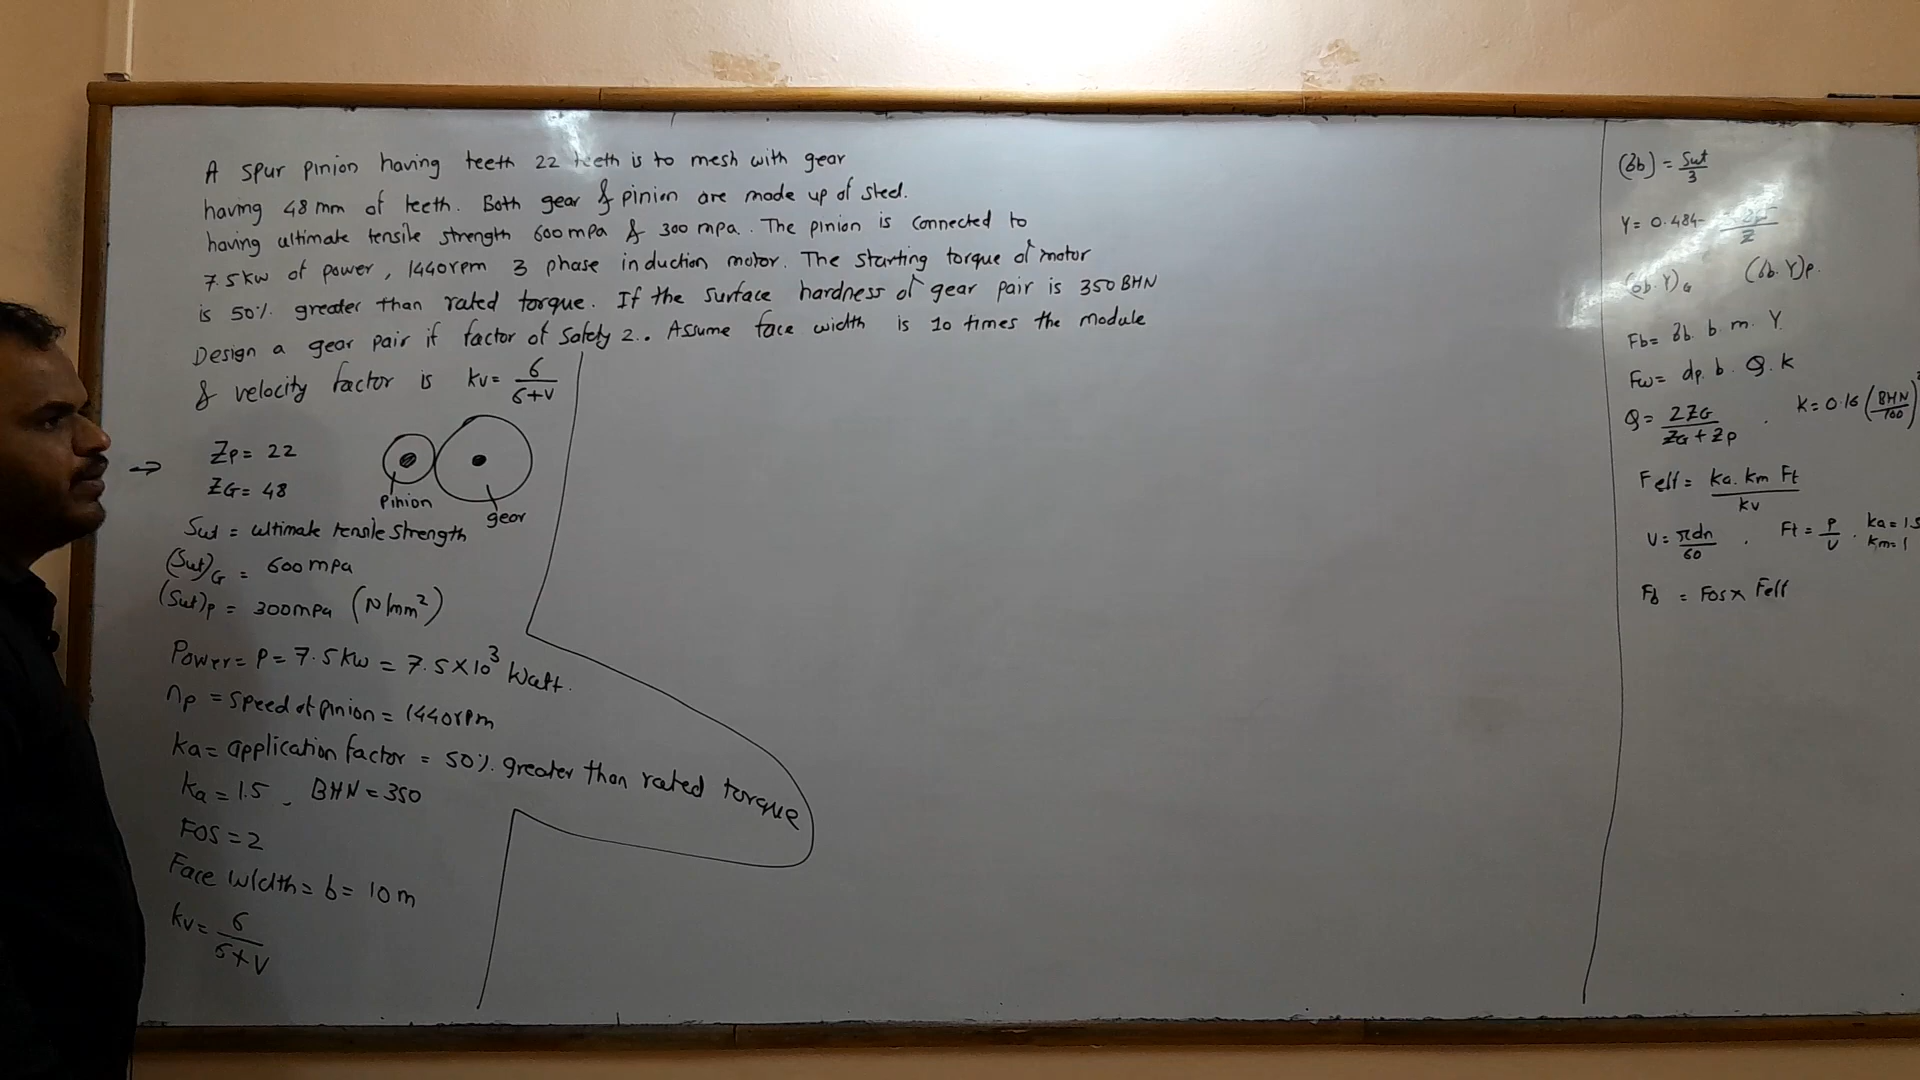 A spur pinion having teeth 22 teeth is to mesh with gear
having 48 mm of teeth. Both gear & pinion are made up of steel.
having ultimate tensile strength 600 mpa & 300 mpa. The pinion is connected to
7.5 kw of power, 1440 rpm 3 phase induction motor. The starting torque of motor
is 50% greater than rated torque. If the surface hardness of gear pair is 350 BHN
Design a gear pair if factor of Safety 2.. Assume face width is 10 times the module
& velocity factor is kv = 6/(6+v)
→ Zp = 22
ZG = 48
Pinion
gear
Sut = ultimate tensile strength
(Sut)G = 600 mpa
(Sut)p = 300 mpa (N/mm²)
Power = P = 7.5 kw = 7.5 × 10³ Watt.
np = speed of pinion = 1440 rpm
ka = application factor = 50% greater than rated torque
ka = 1.5, BHN = 350
FOS = 2
Face width = b = 10 m
kv = 6/(6+v)
(σb) = Sut/3
Y = 0.484 - /Z
(σb.Y)G (σb.Y)p.
Fb = σb. b. m. Y
Fw = dp. b. Q. k
Q = 2ZG/(ZG + Zp) . k = 0.16 (BHN/100)²
Feff = ka. km Ft/kv
v = πdn/60 , Ft = P/v . ka = 1.5
km = 1
Fb = Fos x Feff